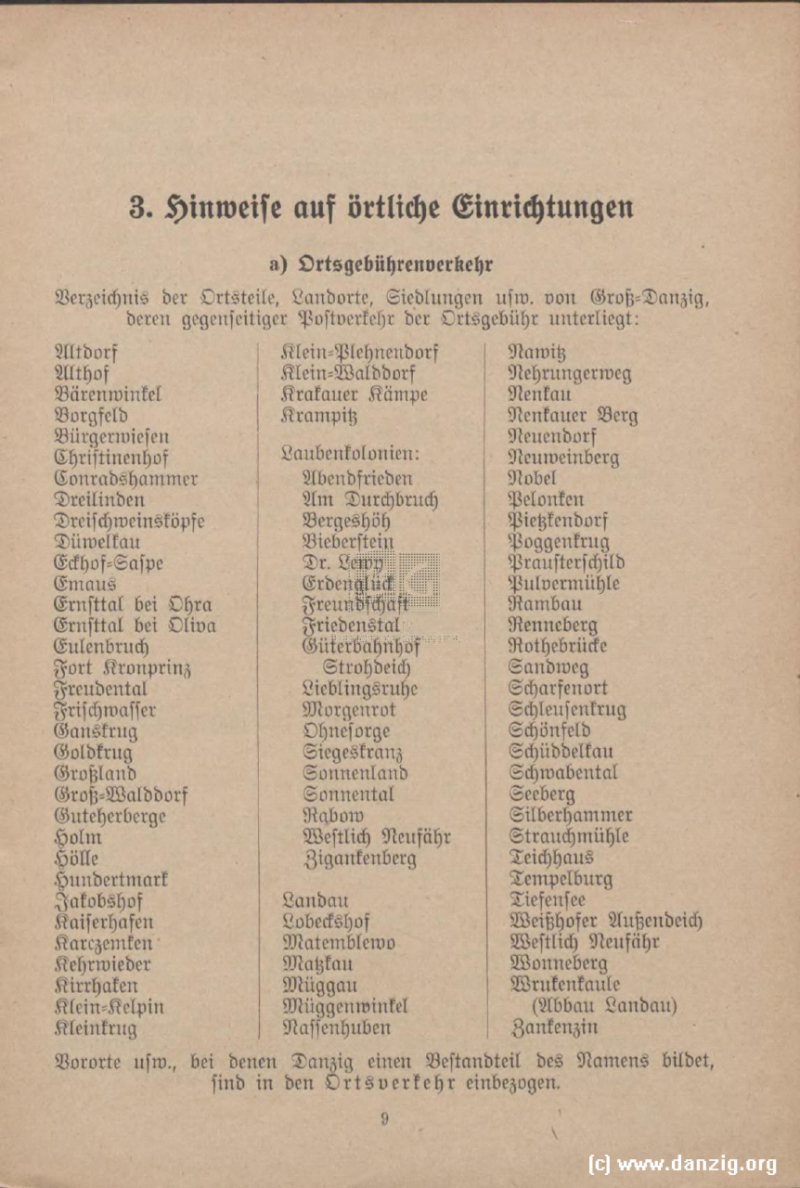 3. Hinweise auf örtliche Einrichtungen
a) Ortsgebührenverkehr
Verzeichnis der Ortsteile, Landorte, Siedlungen usw. von Groß-Danzig,
deren gegenseitiger Postverkehr der Ortsgebühr unterliegt:
Altdorf
Althof
Bärenwinkel
Borgfeld
Bürgerwiesen
Christinenhof
Conradshammer
Dreilinden
Dreischweinsköpfe
Düwelkau
Eckhof-Saspe
Emaus
Ernsttal bei Ohra
Ernsttal bei Oliva
Eulenbruch
Fort Kronprinz
Freudental
Frischwasser
Ganskrug
Goldkrug
Großland
Groß-Walddorf
Guteherberge
Holm
Hölle
Hundertmark
Jakobshof
Kaiserhafen
Karczemken
Kehrwieder
Kirrhaken
Klein-Kelpin
Kleinkrug
Klein-Plehnendorf
Klein-Walddorf
Krakauer Kämpe
Krampitz
Laubenkolonien:
Abendfrieden
Am Durchbruch
Bergeshöh
Bieberstein
Dr. Lewy
Erdenglück
Freundschaft
Friedenstal
Güterbahnhof
Strohdeich
Lieblingsruhe
Morgenrot
Ohnesorge
Siegeskranz
Sonnenland
Sonnental
Rabow
Westlich Neufähr
Zigankenberg
Landau
Lobeckshof
Matemblewo
Matzkau
Müggau
Müggenwinkel
Nassenhuben
Nawitz
Nehrungerweg
Nenkau
Nenkauer Berg
Neuendorf
Neuweinberg
Nobel
Pelonken
Pietzkendorf
Poggenkrug
Prausterschild
Pulvermühle
Rambau
Renneberg
Rothebrücke
Sandweg
Scharfenort
Schleusenkrug
Schönfeld
Schüddelkau
Schwabental
Seeberg
Silberhammer
Strauchmühle
Teichhaus
Tempelburg
Tiefensee
Weißhofer Außendeich
Westlich Neufähr
Wonneberg
Wrukenkaule
(Abbau Landau)
Zankenzin
Vororte usw., bei denen Danzig einen Bestandteil des Namens bildet,
sind in den Ortsverkehr einbezogen.
9
(c) www.danzig.org